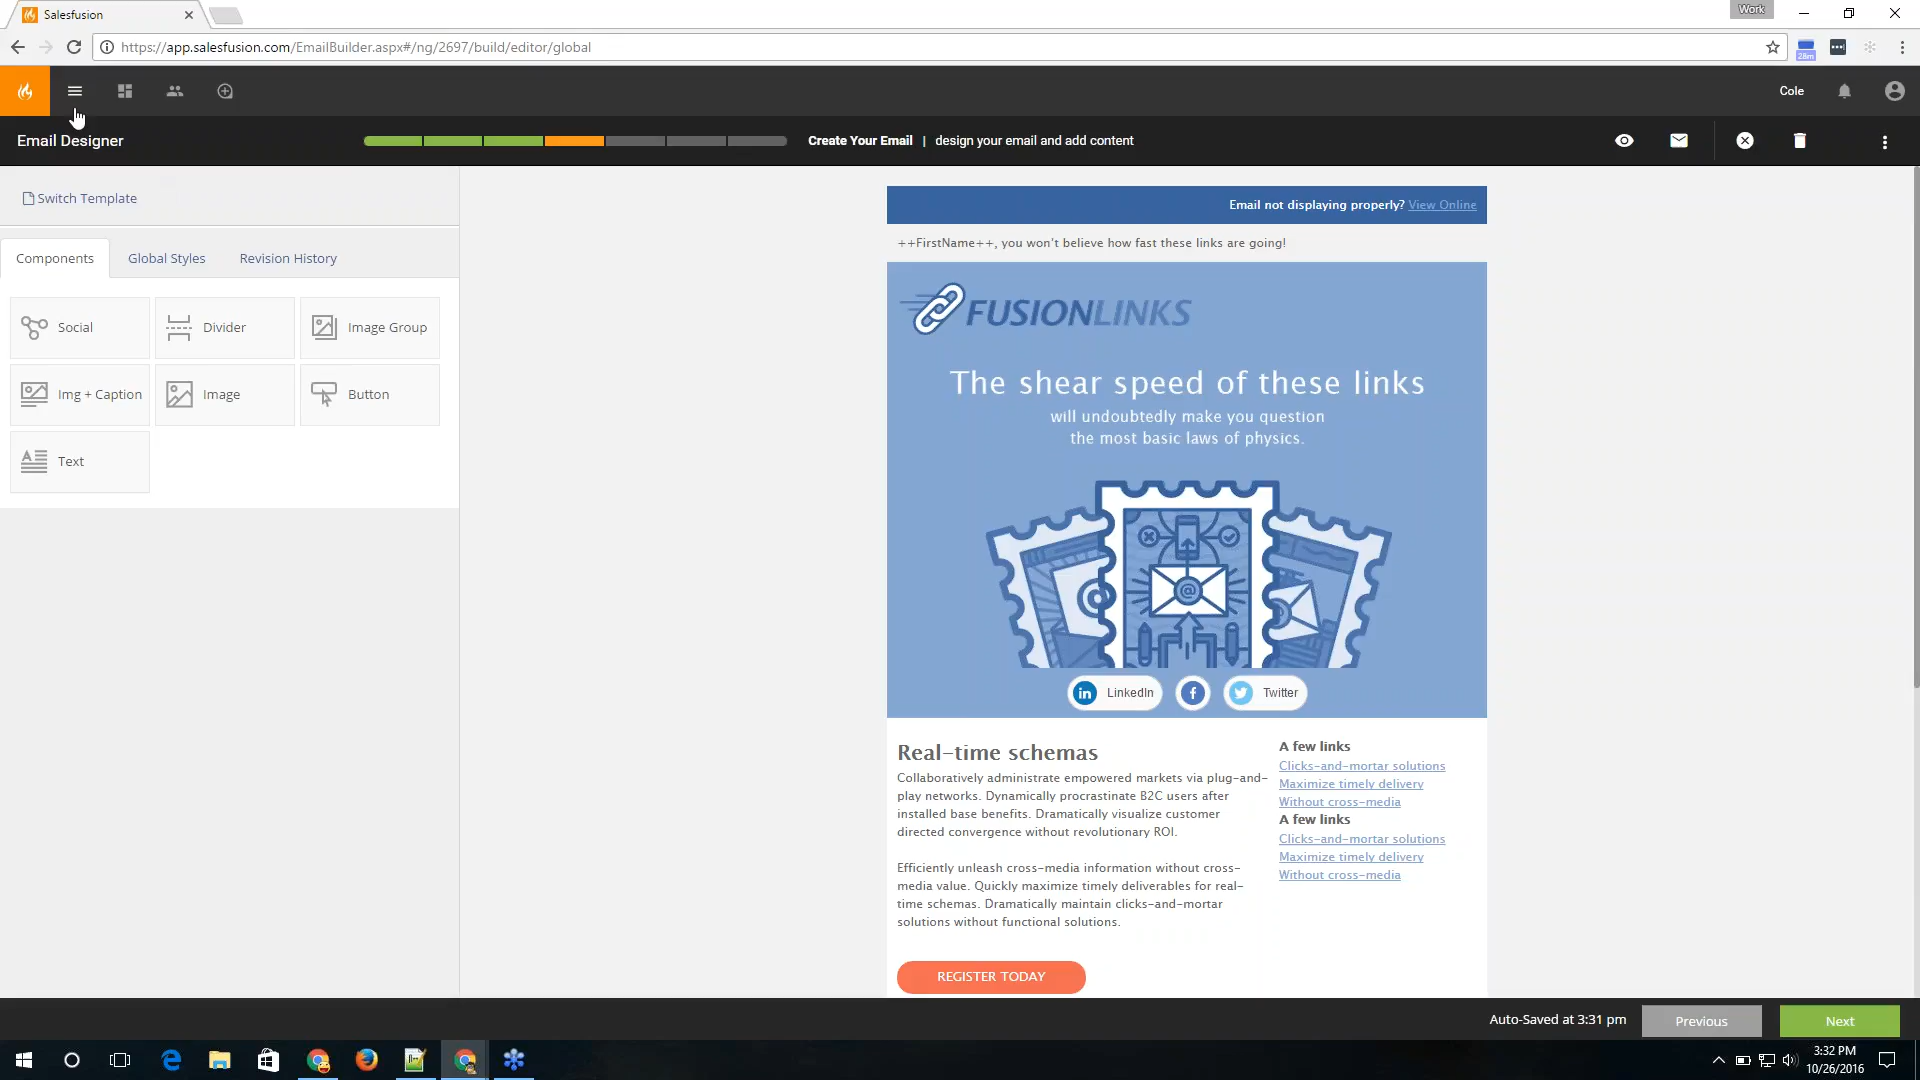 Salesfusion
Work
https://app.salesfusion.com/EmailBuilder.aspx#/ng/2697/build/editor/global
28m
Cole
Email Designer
Create Your Email | design your email and add content
Switch Template
Components
Global Styles
Revision History
Social
Divider
Image Group
Img + Caption
Image
Button
Text
Email not displaying properly? View Online
++FirstName++, you won't believe how fast these links are going!
FUSIONLINKS
The shear speed of these links
will undoubtedly make you question
the most basic laws of physics.
LinkedIn
Twitter
Real-time schemas
Collaboratively administrate empowered markets via plug-and-
play networks. Dynamically procrastinate B2C users after
installed base benefits. Dramatically visualize customer
directed convergence without revolutionary ROI.
Efficiently unleash cross-media information without cross-
media value. Quickly maximize timely deliverables for real-
time schemas. Dramatically maintain clicks-and-mortar
solutions without functional solutions.
REGISTER TODAY
A few links
Clicks-and-mortar solutions
Maximize timely delivery
Without cross-media
A few links
Clicks-and-mortar solutions
Maximize timely delivery
Without cross-media
Auto-Saved at 3:31 pm
Previous
Next
3:32 PM
10/26/2016